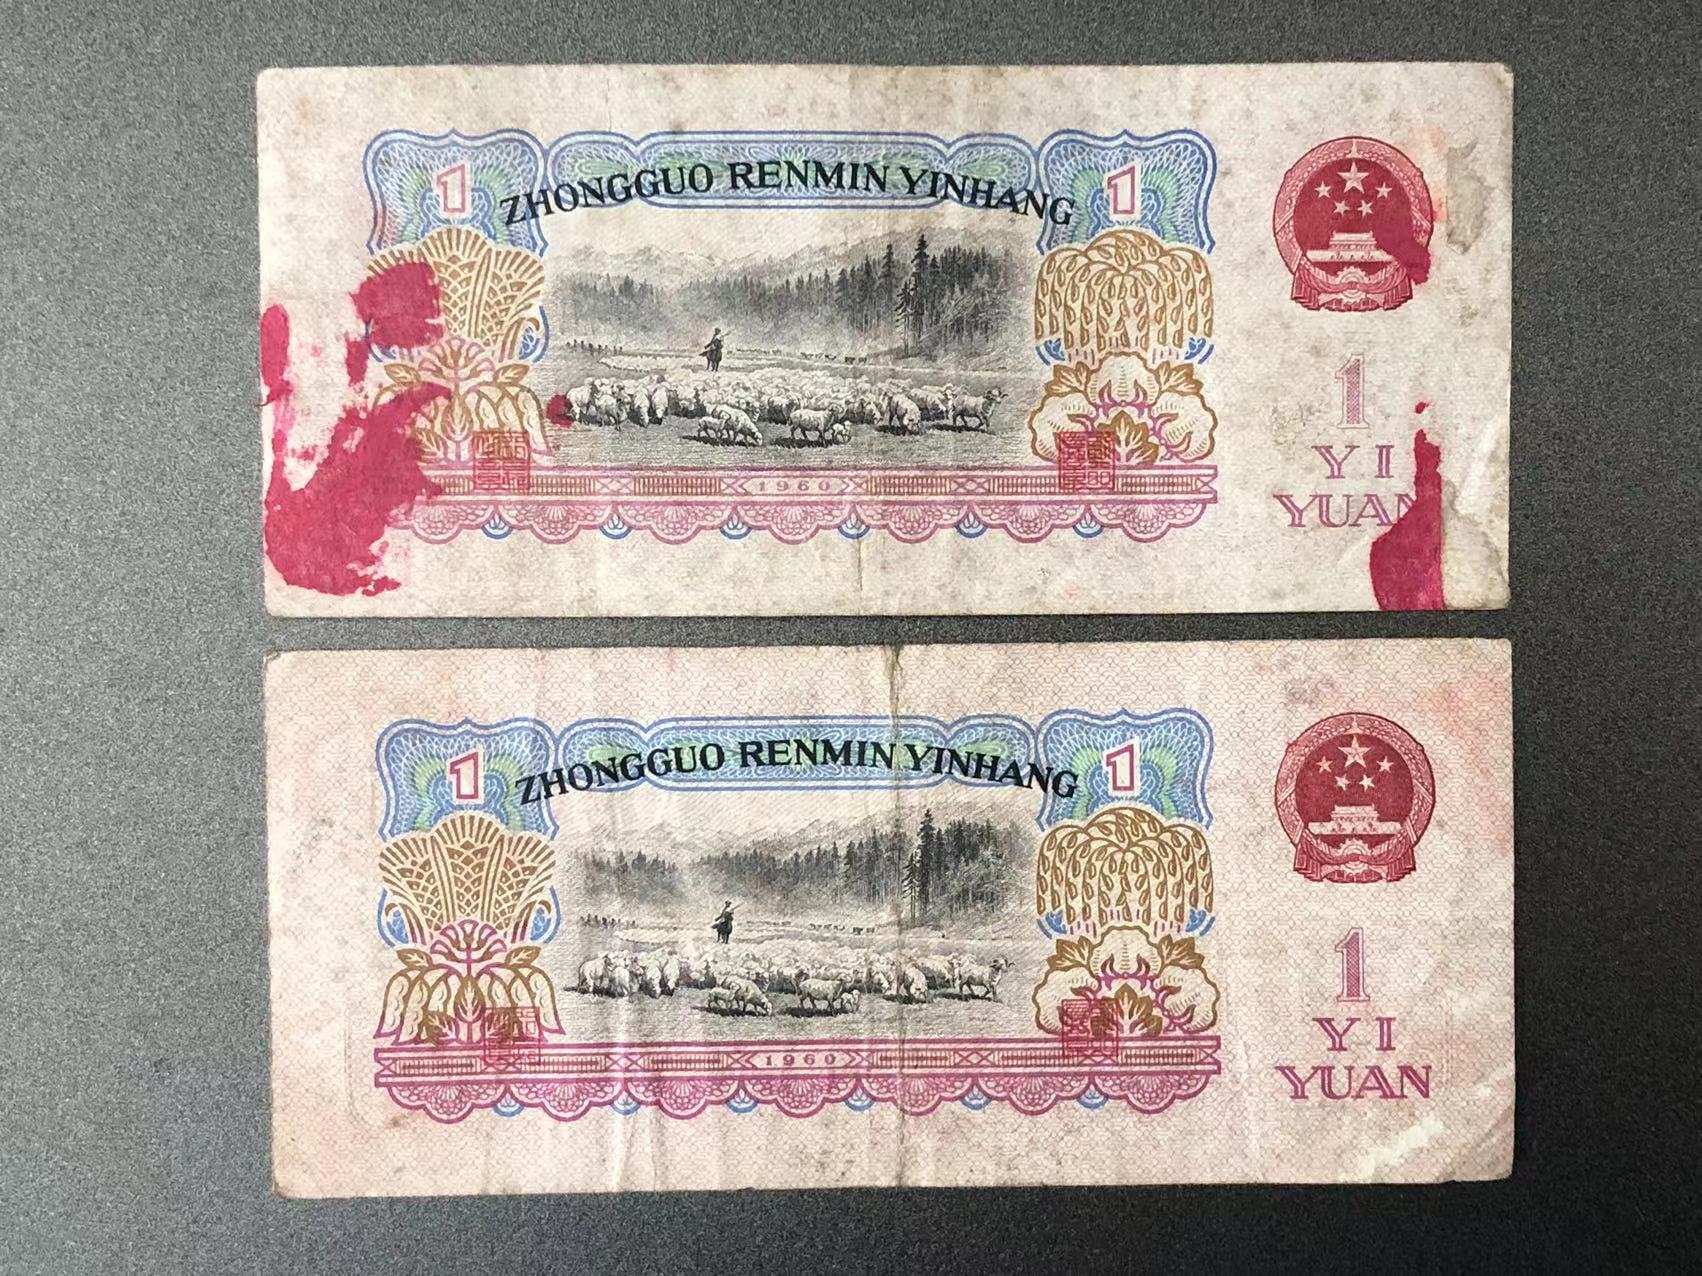 1 ZHONGGUO RENMIN YINHANG 1
1
YI
YUAN
1960
1 ZHONGGUO RENMIN YINHANG 1
1
YI
YUAN
1960